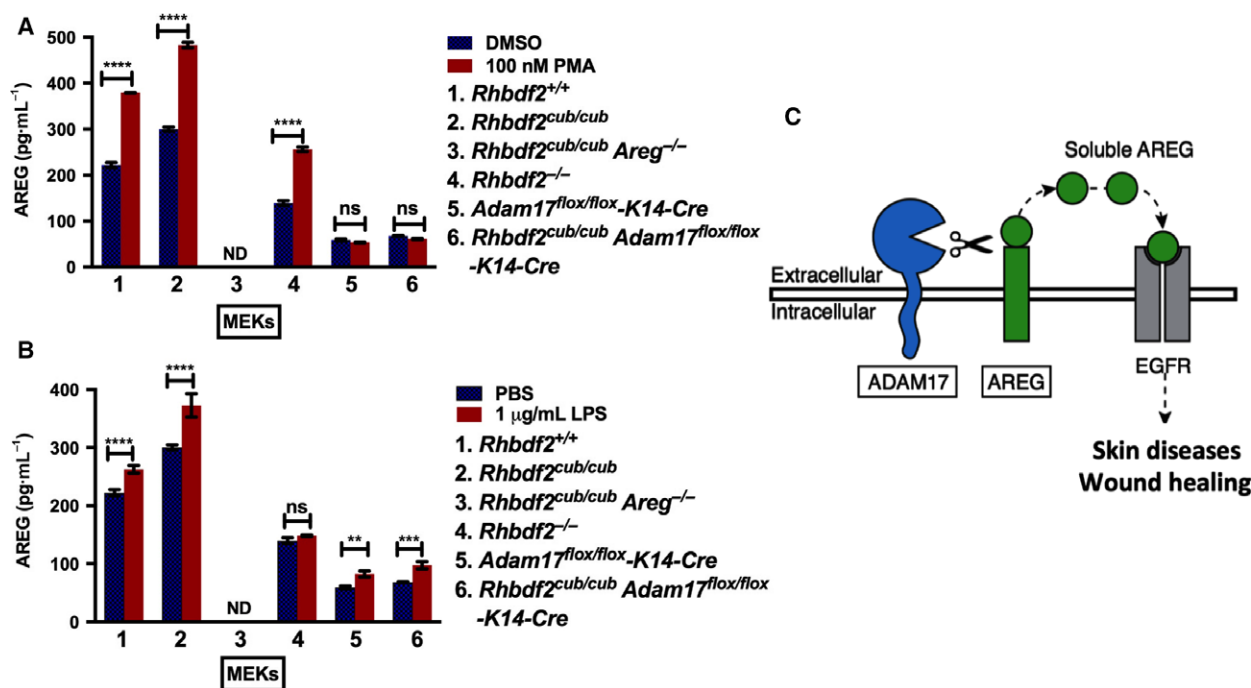 A
****
****
****
ns
ns
ND
AREG (pg·mL⁻¹)
500
400
300
200
100
0
1 2 3 4 5 6
MEKs
DMSO
100 nM PMA
1. Rhbdf2+/+
2. Rhbdf2cub/cub
3. Rhbdf2cub/cub Areg–/–
4. Rhbdf2–/–
5. Adam17flox/flox-K14-Cre
6. Rhbdf2cub/cub Adam17flox/flox
-K14-Cre
B
****
****
ns
**
***
ND
AREG (pg·mL⁻¹)
400
300
200
100
0
1 2 3 4 5 6
MEKs
PBS
1 μg/mL LPS
1. Rhbdf2+/+
2. Rhbdf2cub/cub
3. Rhbdf2cub/cub Areg–/–
4. Rhbdf2–/–
5. Adam17flox/flox-K14-Cre
6. Rhbdf2cub/cub Adam17flox/flox
-K14-Cre
C
Soluble AREG
Extracellular
Intracellular
ADAM17
AREG
EGFR
Skin diseases
Wound healing